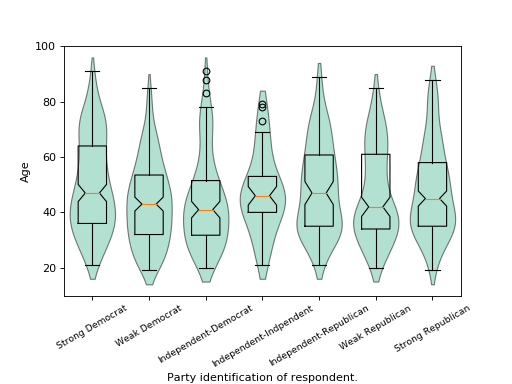 100
80
60
40
20
Age
Strong Democrat
Weak Democrat
Independent-Democrat
Independent-Indpendent
Independent-Republican
Weak Republican
Strong Republican
Party identification of respondent.